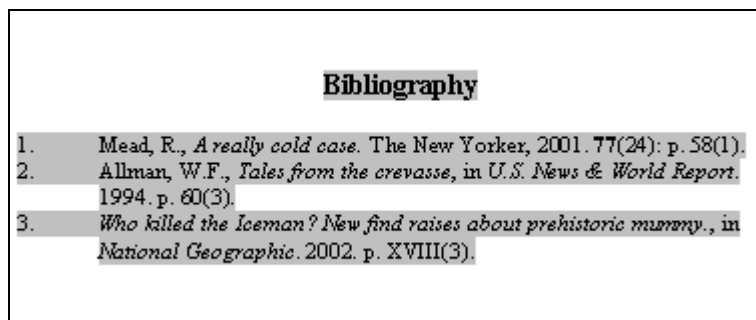 Bibliography
1. Mead, R., A really cold case. The New Yorker, 2001. 77(24): p. 58(1).
2. Allman, W.F., Tales from the crevasse, in U.S. News & World Report.
1994. p. 60(3).
3. Who killed the Iceman? New find raises about prehistoric mummy., in
National Geographic. 2002. p. XVIII(3).